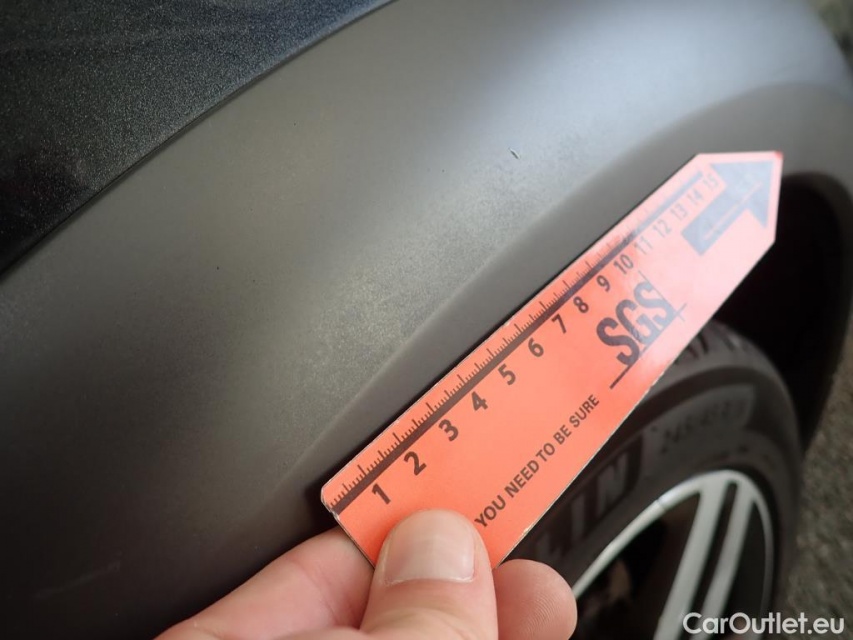 1 2 3 4 5 6 7 8 9 10 11 12 13 14 15
SGS
YOU NEED TO BE SURE
CarOutlet.eu